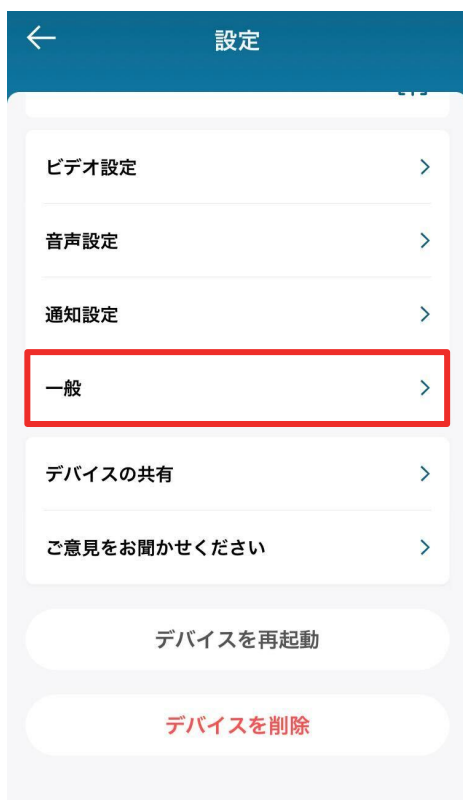 設定
ビデオ設定
音声設定
通知設定
一般
デバイスの共有
ご意見をお聞かせください
デバイスを再起動
デバイスを削除